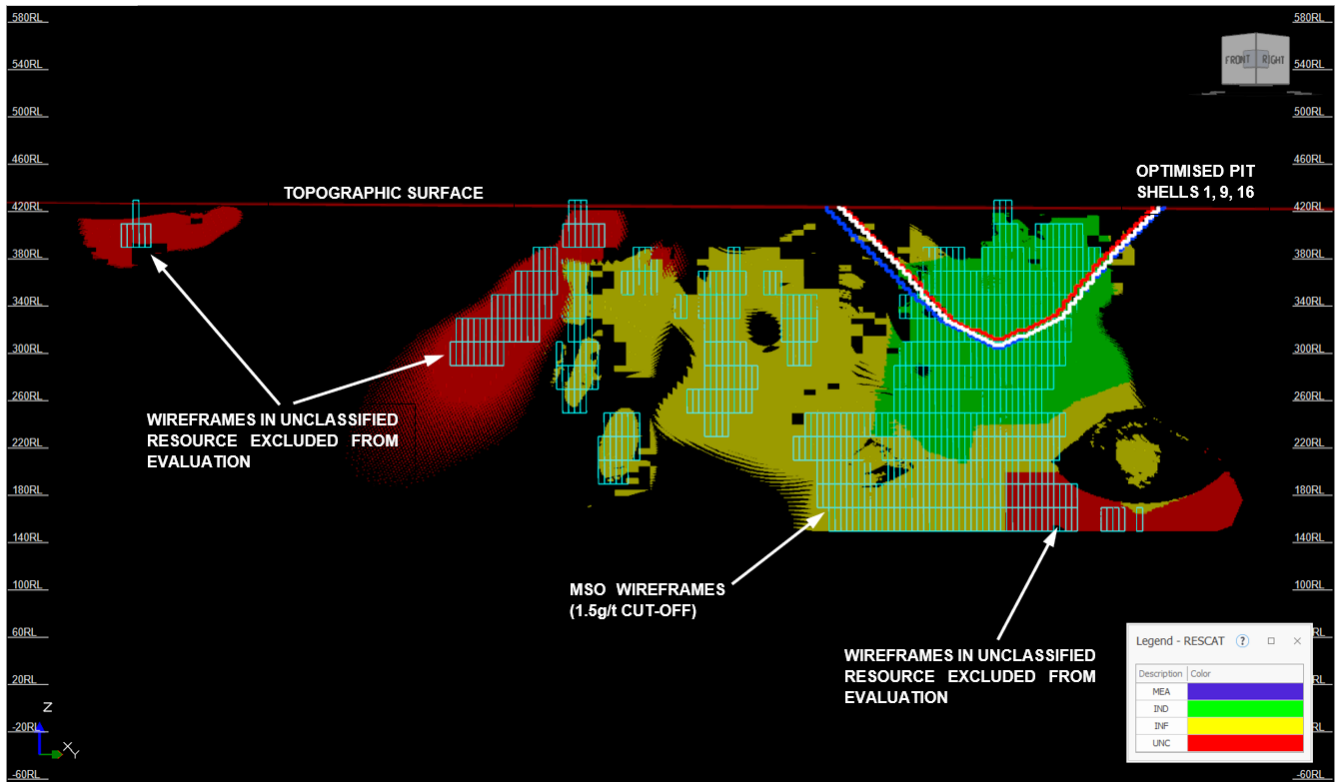 580RL
580RL
540RL
540RL
FRONT
RIGHT
500RL
500RL
460RL
460RL
OPTIMISED PIT
SHELLS 1, 9, 16
TOPOGRAPHIC SURFACE
420RL
420RL
380RL
380RL
340RL
340RL
300RL
300RL
260RL
260RL
WIREFRAMES IN UNCLASSIFIED
RESOURCE EXCLUDED FROM
EVALUATION
220RL
220RL
180RL
180RL
140RL
140RL
MSO WIREFRAMES
(1.5g/t CUT-OFF)
100RL
100RL
60RL
RL
WIREFRAMES IN UNCLASSIFIED
RESOURCE EXCLUDED FROM
EVALUATION
Legend - RESCAT ? 
Description Color
MEA
IND
INF
UNC
20RL
RL
Z
X
Y
-20RL
RL
-60RL
-60RL